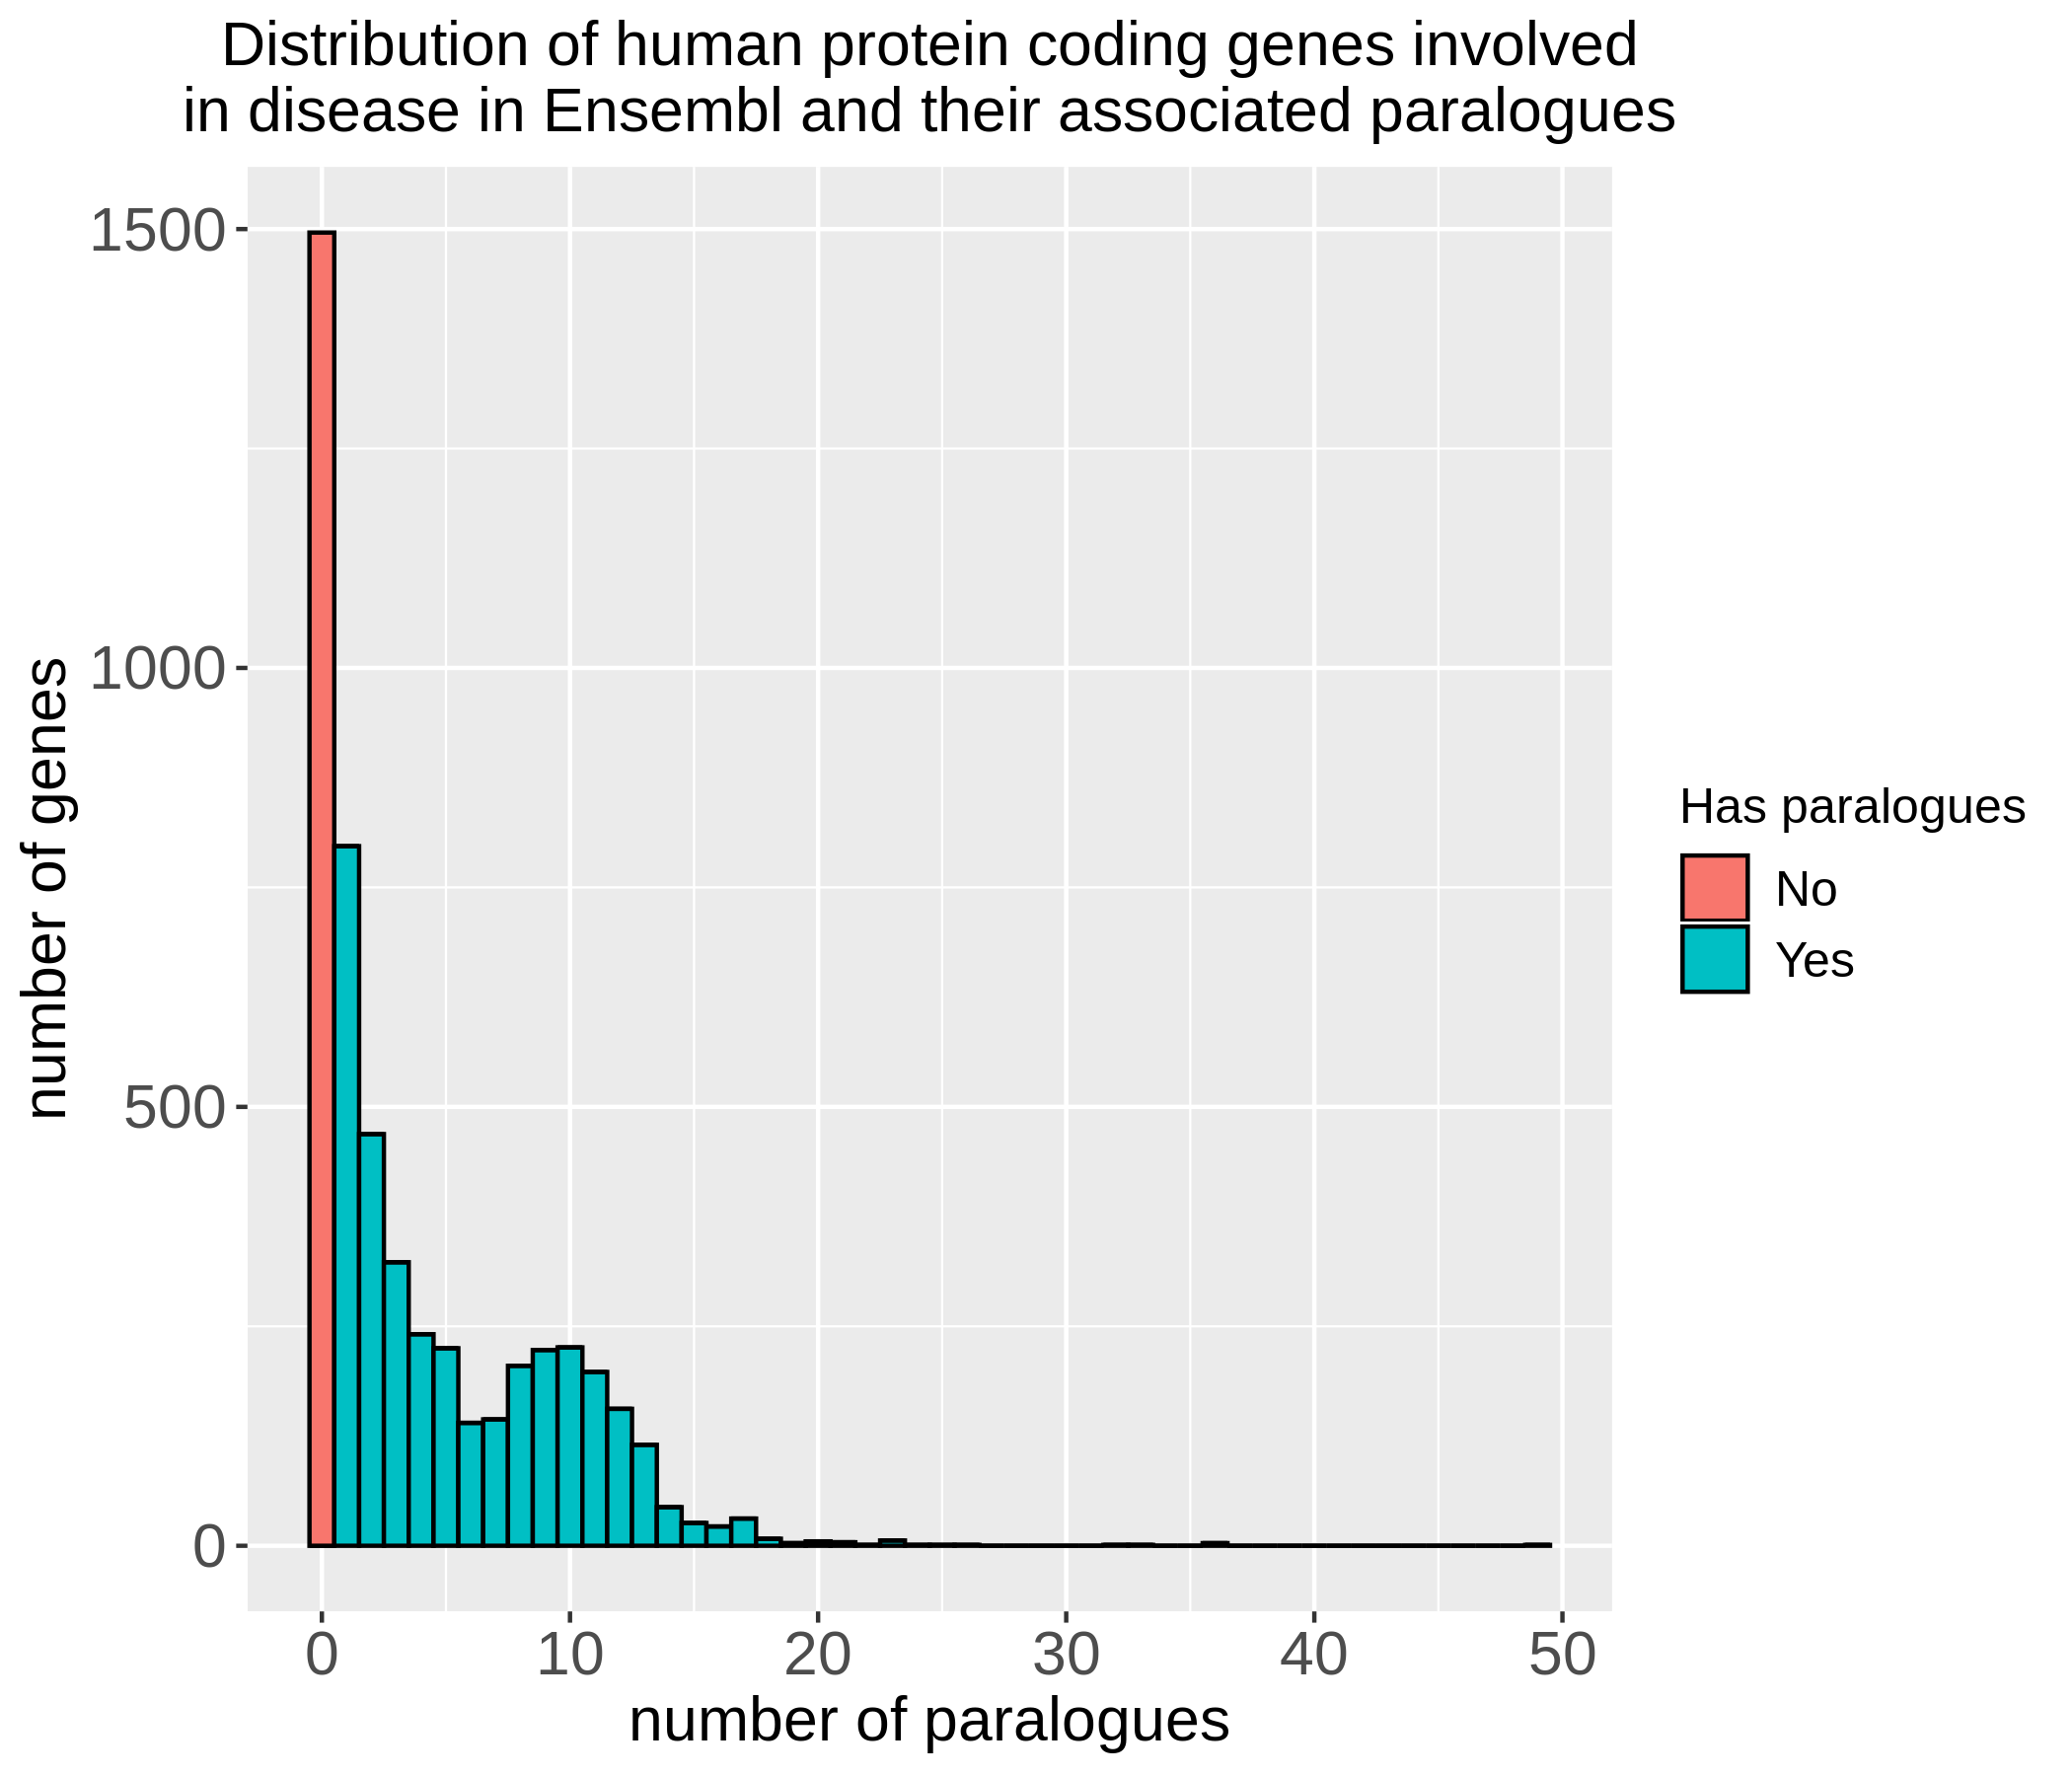 Distribution of human protein coding genes involved
in disease in Ensembl and their associated paralogues
number of genes
1500
1000
500
0
0 10 20 30 40 50
number of paralogues
Has paralogues
No
Yes